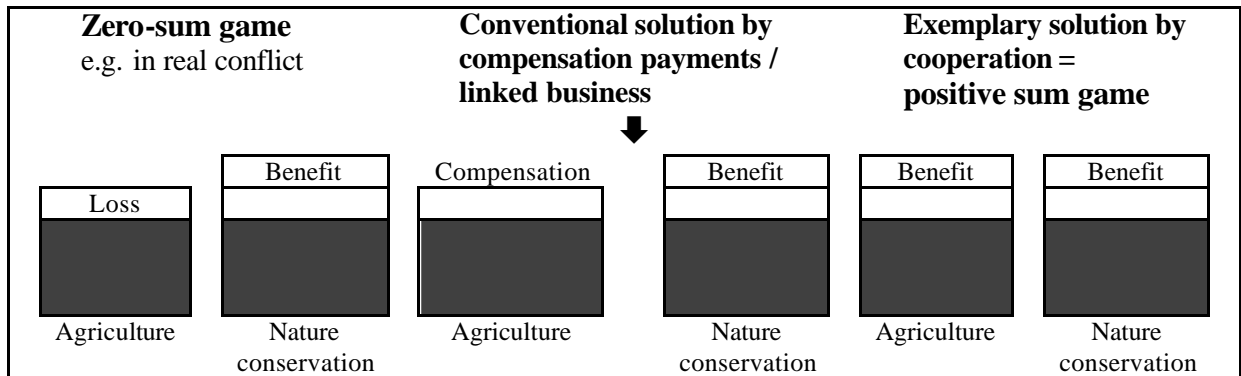 Zero-sum game
e.g. in real conflict
Conventional solution by
compensation payments /
linked business
Exemplary solution by
cooperation =
positive sum game
Loss
Benefit
Compensation
Benefit
Benefit
Benefit
Agriculture
Nature
conservation
Agriculture
Nature
conservation
Agriculture
Nature
conservation